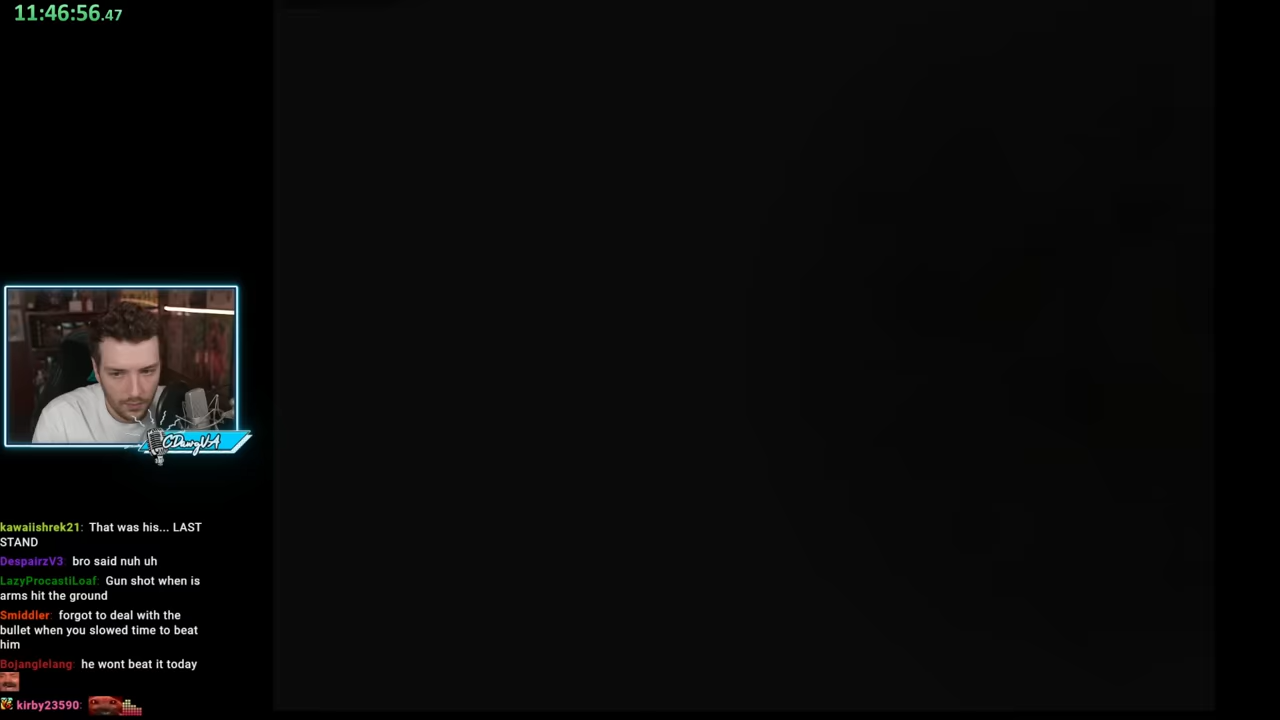 11:46:56.47
CDawgVA
kawaiishrek21: That was his... LAST
STAND
DespairzV3: bro said nuh uh
LazyProcastiLoaf: Gun shot when is
arms hit the ground
Smiddler: forgot to deal with the
bullet when you slowed time to beat
him
Bojanglelang: he wont beat it today
kirby23590: